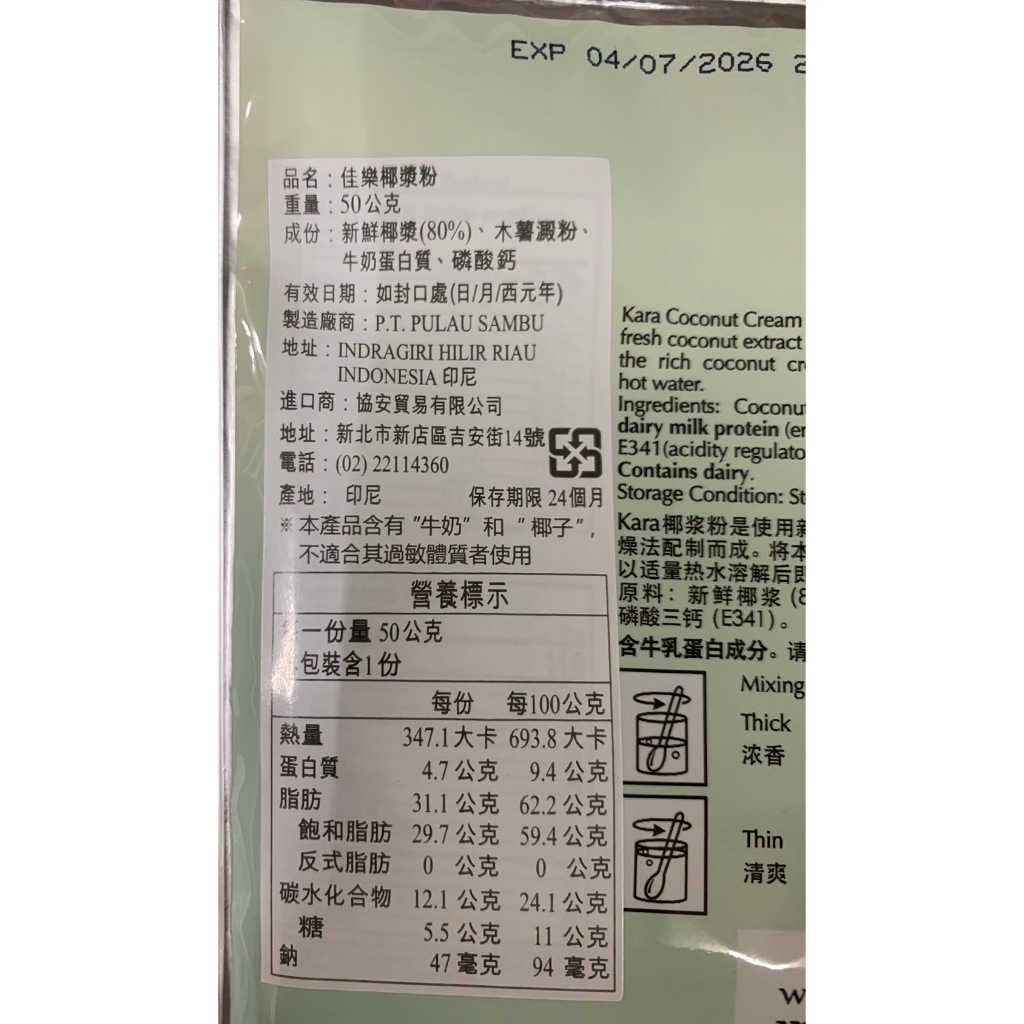 EXP 04/07/2026
品名：佳樂椰漿粉
重量：50公克
成份：新鮮椰漿(80%)、木薯澱粉、
牛奶蛋白質、磷酸鈣
有效日期：如封口處(日/月/西元年)
製造廠商：P.T. PULAU SAMBU
地址：INDRAGIRI HILIR RIAU
INDONESIA 印尼
進口商：協安貿易有限公司
地址：新北市新店區吉安街14號
電話：(02) 22114360
產地： 印尼 保存期限 24個月
※本產品含有"牛奶" 和 "椰子",
不適合其過敏體質者使用
營養標示
一份量 50公克
包裝含1份
每份 每100公克
熱量 347.1大卡 693.8 大卡
蛋白質 4.7 公克 9.4 公克
脂肪 31.1 公克 62.2 公克
飽和脂肪 29.7 公克 59.4 公克
反式脂肪 0 公克 0 公克
碳水化合物 12.1 公克 24.1 公克
糖 5.5 公克 11 公克
鈉 47 毫克 94 毫克
Kara Coconut Cream
fresh coconut extract
the rich coconut
hot water.
Ingredients:
dairy milk protein
E341(acidity
Contains dairy.
Storage Condition:
Kara椰浆粉是使用
燥法配制而成。将本
以适量热水溶解后即
原料：新鲜椰浆
磷酸三钙 (E341)。
含牛乳蛋白成分。请
Mixing
Thick
浓香
Thin
清爽